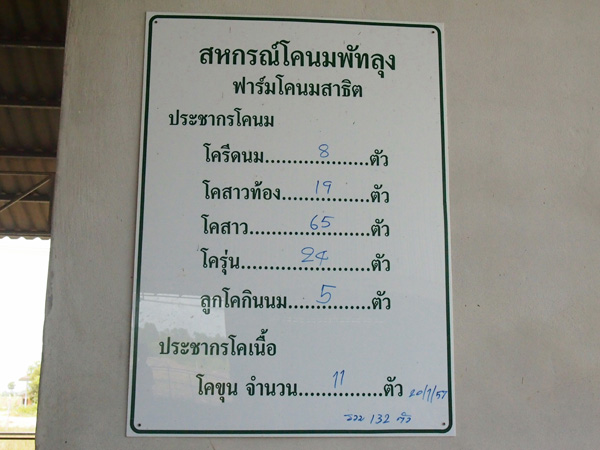 สหกรณ์โคนมพัทลุง
ฟาร์มโคนมสาธิต
ประชากรโคนม
โครีดนม..................8..................ตัว
โคสาวท้อง..................19..................ตัว
โคสาว..................65..................ตัว
โครุ่น..................24..................ตัว
ลูกโคกินนม..................5..................ตัว
ประชากรโคเนื้อ
โคขุน จำนวน..................11..................ตัว 20/1/57
รวม 132 ตัว